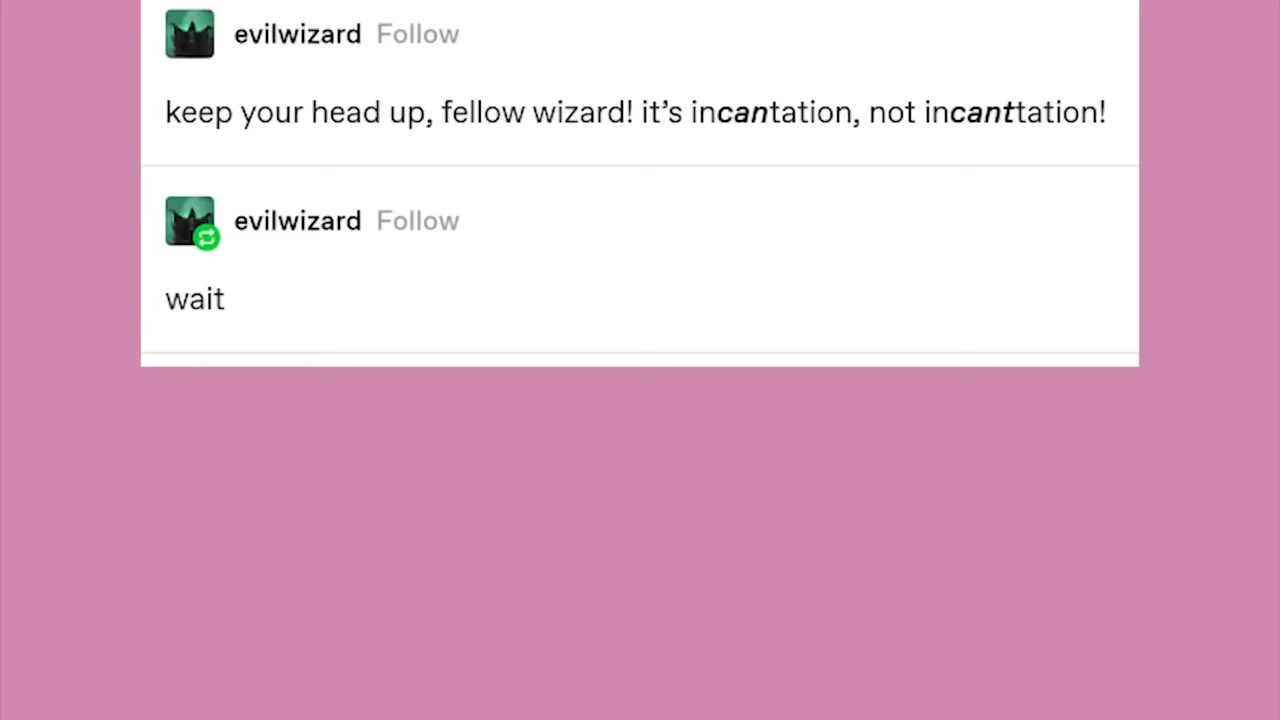 evilwizard Follow
keep your head up, fellow wizard! it’s incantation, not incanttation!
evilwizard Follow
wait